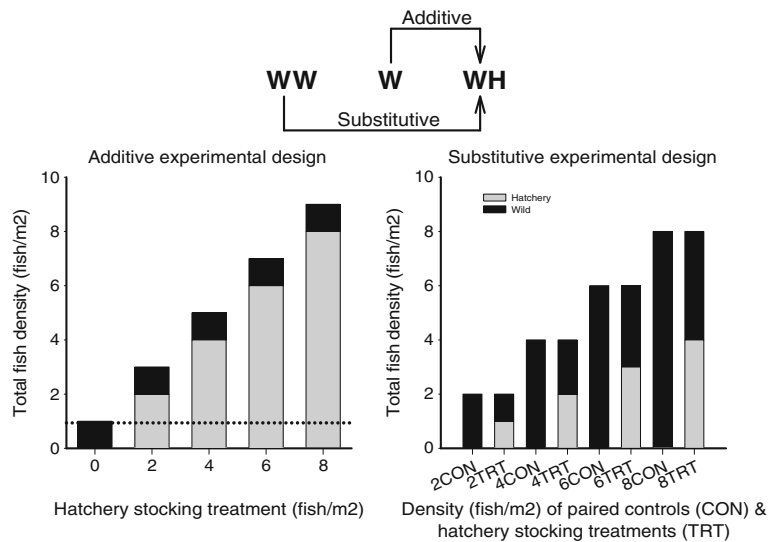 Additive
WW W WH
Substitutive
Additive experimental design
10
8
6
4
2
0
Total fish density (fish/m2)
0 2 4 6 8
Hatchery stocking treatment (fish/m2)
Substitutive experimental design
Hatchery
Wild
10
8
6
4
2
0
Total fish density (fish/m2)
2CON 2TRT 4CON 4TRT 6CON 6TRT 8CON 8TRT
Density (fish/m2) of paired controls (CON) &
hatchery stocking treatments (TRT)